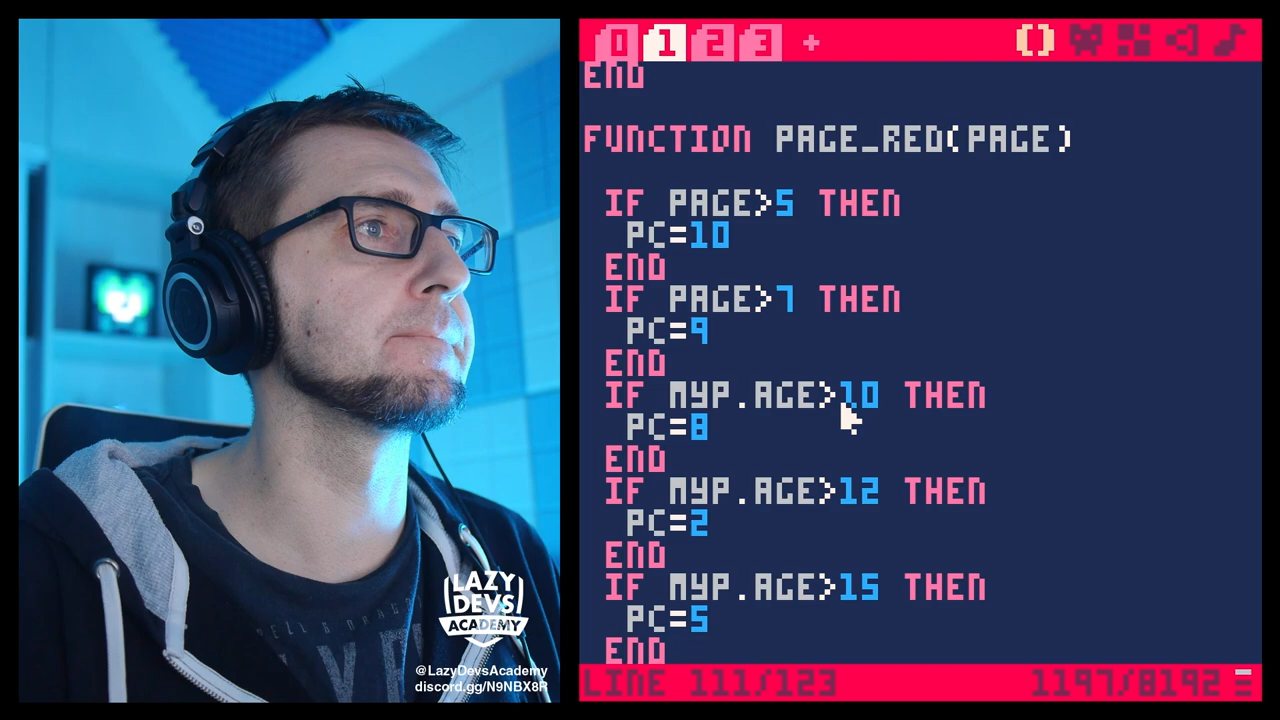 0 1 2 3 +
END
FUNCTION PAGE_RED(PAGE)
IF PAGE>5 THEN
PC=10
END
IF PAGE>7 THEN
PC=9
END
IF MYP.AGE>10 THEN
PC=8
END
IF MYP.AGE>12 THEN
PC=2
END
IF MYP.AGE>15 THEN
PC=5
END
LINE 111/123 1197/8192
LAZY
DEVS
ACADEMY
@LazyDevsAcademy
discord.gg/N9NBX8R